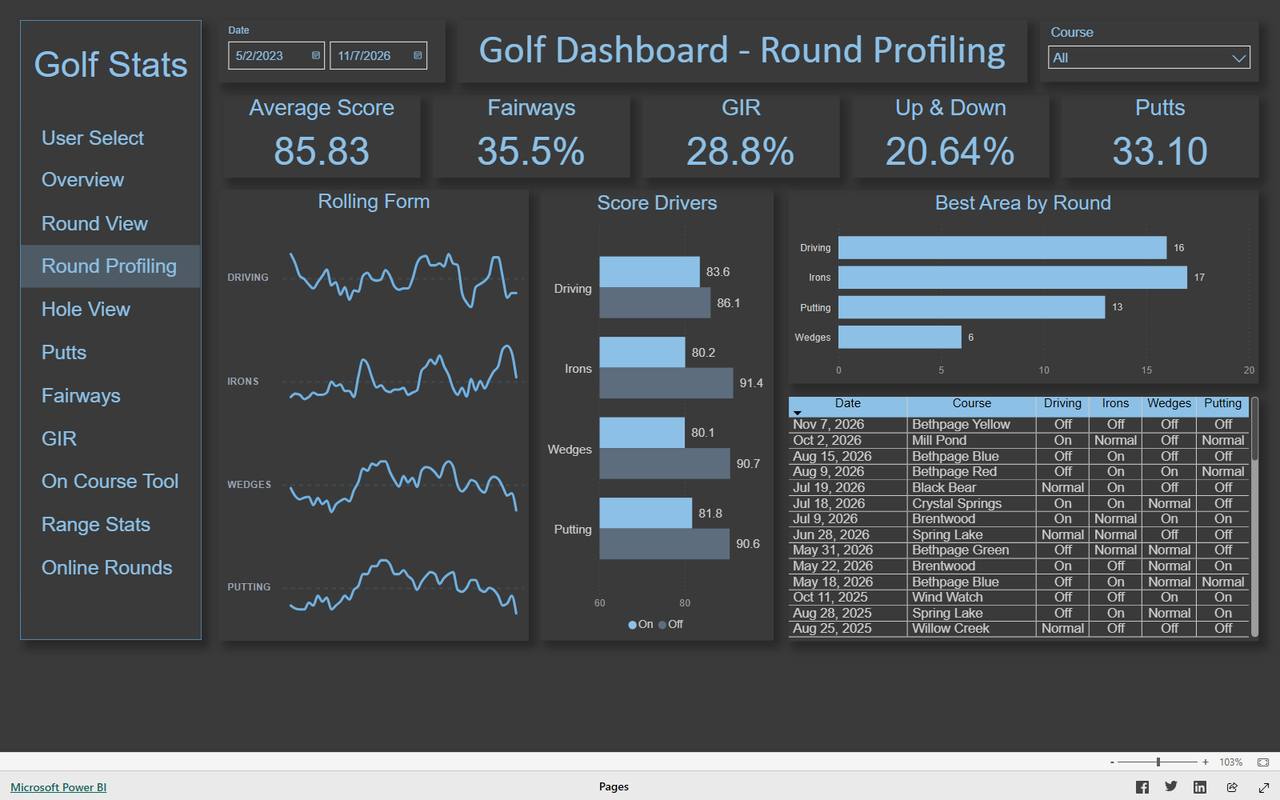 Golf Stats
User Select
Overview
Round View
Round Profiling
Hole View
Putts
Fairways
GIR
On Course Tool
Range Stats
Online Rounds
Date
5/2/2023 11/7/2026
Golf Dashboard - Round Profiling
Course
All
Average Score
85.83
Fairways
35.5%
GIR
28.8%
Up & Down
20.64%
Putts
33.10
Rolling Form
DRIVING
IRONS
WEDGES
PUTTING
Score Drivers
Driving 83.6 86.1
Irons 80.2 91.4
Wedges 80.1 90.7
Putting 81.8 90.6
60 80
On Off
Best Area by Round
Driving 16
Irons 17
Putting 13
Wedges 6
0 5 10 15 20
Date Course Driving Irons Wedges Putting
Nov 7, 2026 Bethpage Yellow Off Off Off Off
Oct 2, 2026 Mill Pond On Normal Off Normal
Aug 15, 2026 Bethpage Blue Off On Off Off
Aug 9, 2026 Bethpage Red Off On On Normal
Jul 19, 2026 Black Bear Normal On Off Off
Jul 18, 2026 Crystal Springs On On Normal Off
Jul 9, 2026 Brentwood On Normal On On
Jun 28, 2026 Spring Lake Normal Normal Off Off
May 31, 2026 Bethpage Green Off Normal Normal Off
May 22, 2026 Brentwood On Normal On Off
May 18, 2026 Bethpage Blue Off On Normal Normal
Oct 11, 2025 Wind Watch Off Off On On
Aug 28, 2025 Spring Lake Off On Normal On
Aug 25, 2025 Willow Creek Normal Off Off Off
- + 103%
Microsoft Power BI
Pages